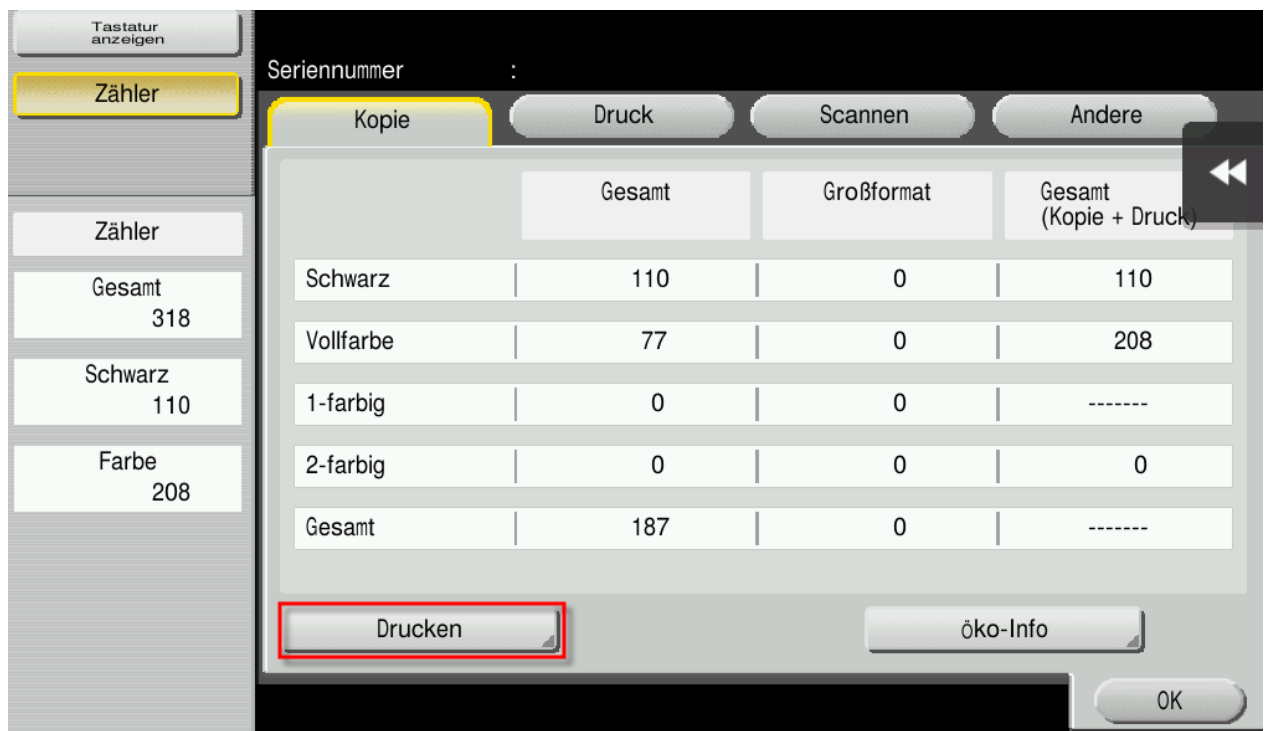 Tastatur
anzeigen
Zähler
Zähler
Gesamt
318
Schwarz
110
Farbe
208
Seriennummer :
Kopie Druck Scannen Andere
Gesamt Großformat Gesamt
(Kopie + Druck)
Schwarz 110 0 110
Vollfarbe 77 0 208
1-farbig 0 0 -------
2-farbig 0 0 0
Gesamt 187 0 -------
Drucken öko-Info
OK